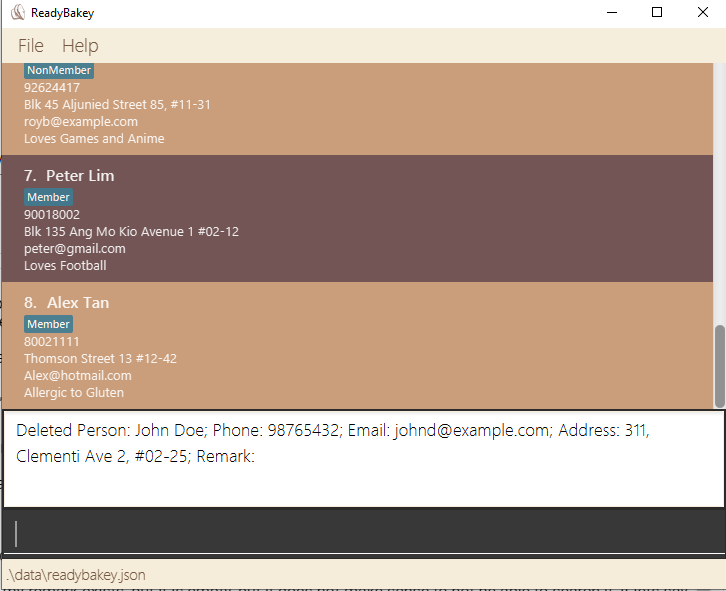 ReadyBakey
File Help
NonMember
92624417
Blk 45 Aljunied Street 85, #11-31
royb@example.com
Loves Games and Anime
7. Peter Lim
Member
90018002
Blk 135 Ang Mo Kio Avenue 1 #02-12
peter@gmail.com
Loves Football
8. Alex Tan
Member
80021111
Thomson Street 13 #12-42
Alex@hotmail.com
Allergic to Gluten
Deleted Person: John Doe; Phone: 98765432; Email: johnd@example.com; Address: 311,
Clementi Ave 2, #02-25; Remark:
.\data\readybakey.json